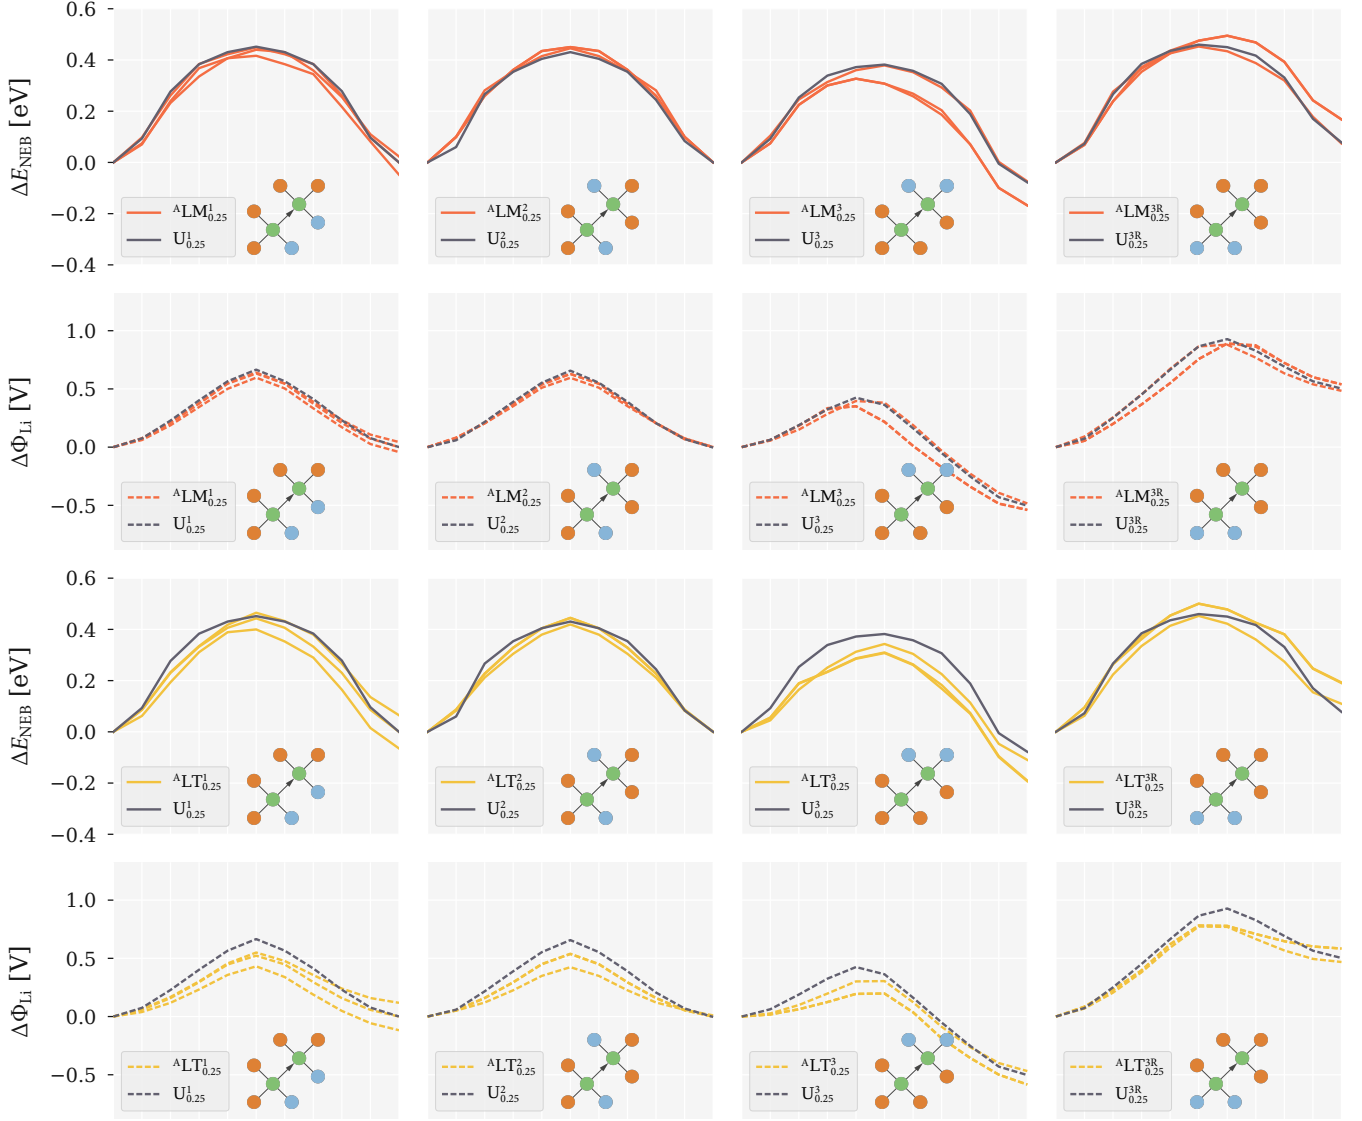 ΔE_NEB [eV]
0.6
0.4
0.2
0.0
−0.2
−0.4
ᴬLM¹₀.₂₅
U¹₀.₂₅
ᴬLM²₀.₂₅
U²₀.₂₅
ᴬLM³₀.₂₅
U³₀.₂₅
ᴬLM³ᴿ₀.₂₅
U³ᴿ₀.₂₅
ΔΦ_Li [V]
1.0
0.5
0.0
−0.5
ᴬLM¹₀.₂₅
U¹₀.₂₅
ᴬLM²₀.₂₅
U²₀.₂₅
ᴬLM³₀.₂₅
U³₀.₂₅
ᴬLM³ᴿ₀.₂₅
U³ᴿ₀.₂₅
ΔE_NEB [eV]
0.6
0.4
0.2
0.0
−0.2
−0.4
ᴬLT¹₀.₂₅
U¹₀.₂₅
ᴬLT²₀.₂₅
U²₀.₂₅
ᴬLT³₀.₂₅
U³₀.₂₅
ᴬLT³ᴿ₀.₂₅
U³ᴿ₀.₂₅
ΔΦ_Li [V]
1.0
0.5
0.0
−0.5
ᴬLT¹₀.₂₅
U¹₀.₂₅
ᴬLT²₀.₂₅
U²₀.₂₅
ᴬLT³₀.₂₅
U³₀.₂₅
ᴬLT³ᴿ₀.₂₅
U³ᴿ₀.₂₅